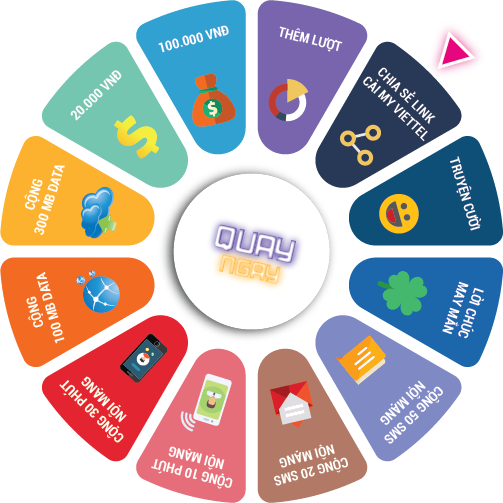 100.000 VNĐ
THÊM LƯỢT
CHIA SẺ LINK
CÀI MY VIETTEL
TRUYỆN CƯỜI
LỜI CHÚC
MAY MẮN
CỘNG 50 SMS
NỘI MẠNG
CỘNG 20 SMS
NỘI MẠNG
CỘNG 10 PHÚT
NỘI MẠNG
CỘNG 30 PHÚT
NỘI MẠNG
CỘNG
100 MB DATA
CỘNG
300 MB DATA
20.000 VNĐ
QUAY
NGAY